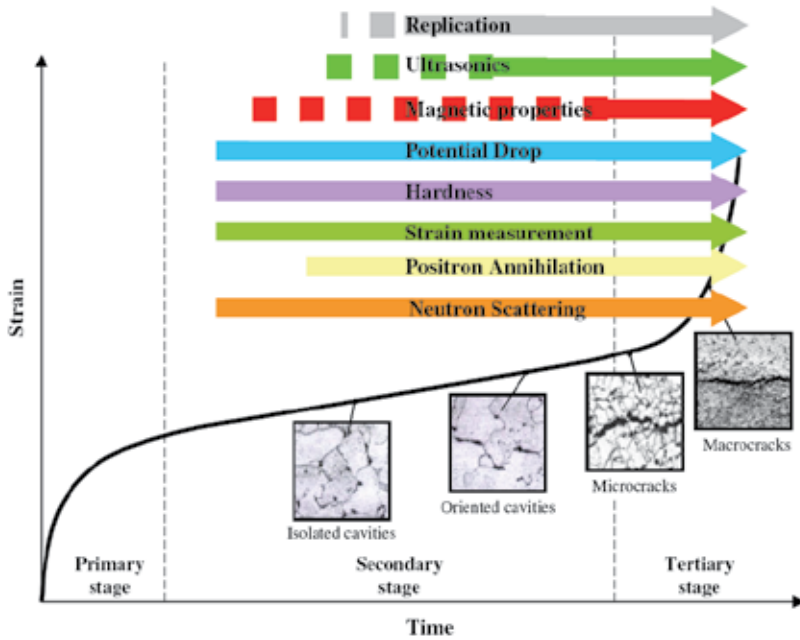 Replication
Ultrasonics
Magnetic properties
Potential Drop
Hardness
Strain measurement
Positron Annihilation
Neutron Scattering
Strain
Macrocracks
Microcracks
Oriented cavities
Isolated cavities
Primary
stage
Secondary
stage
Tertiary
stage
Time